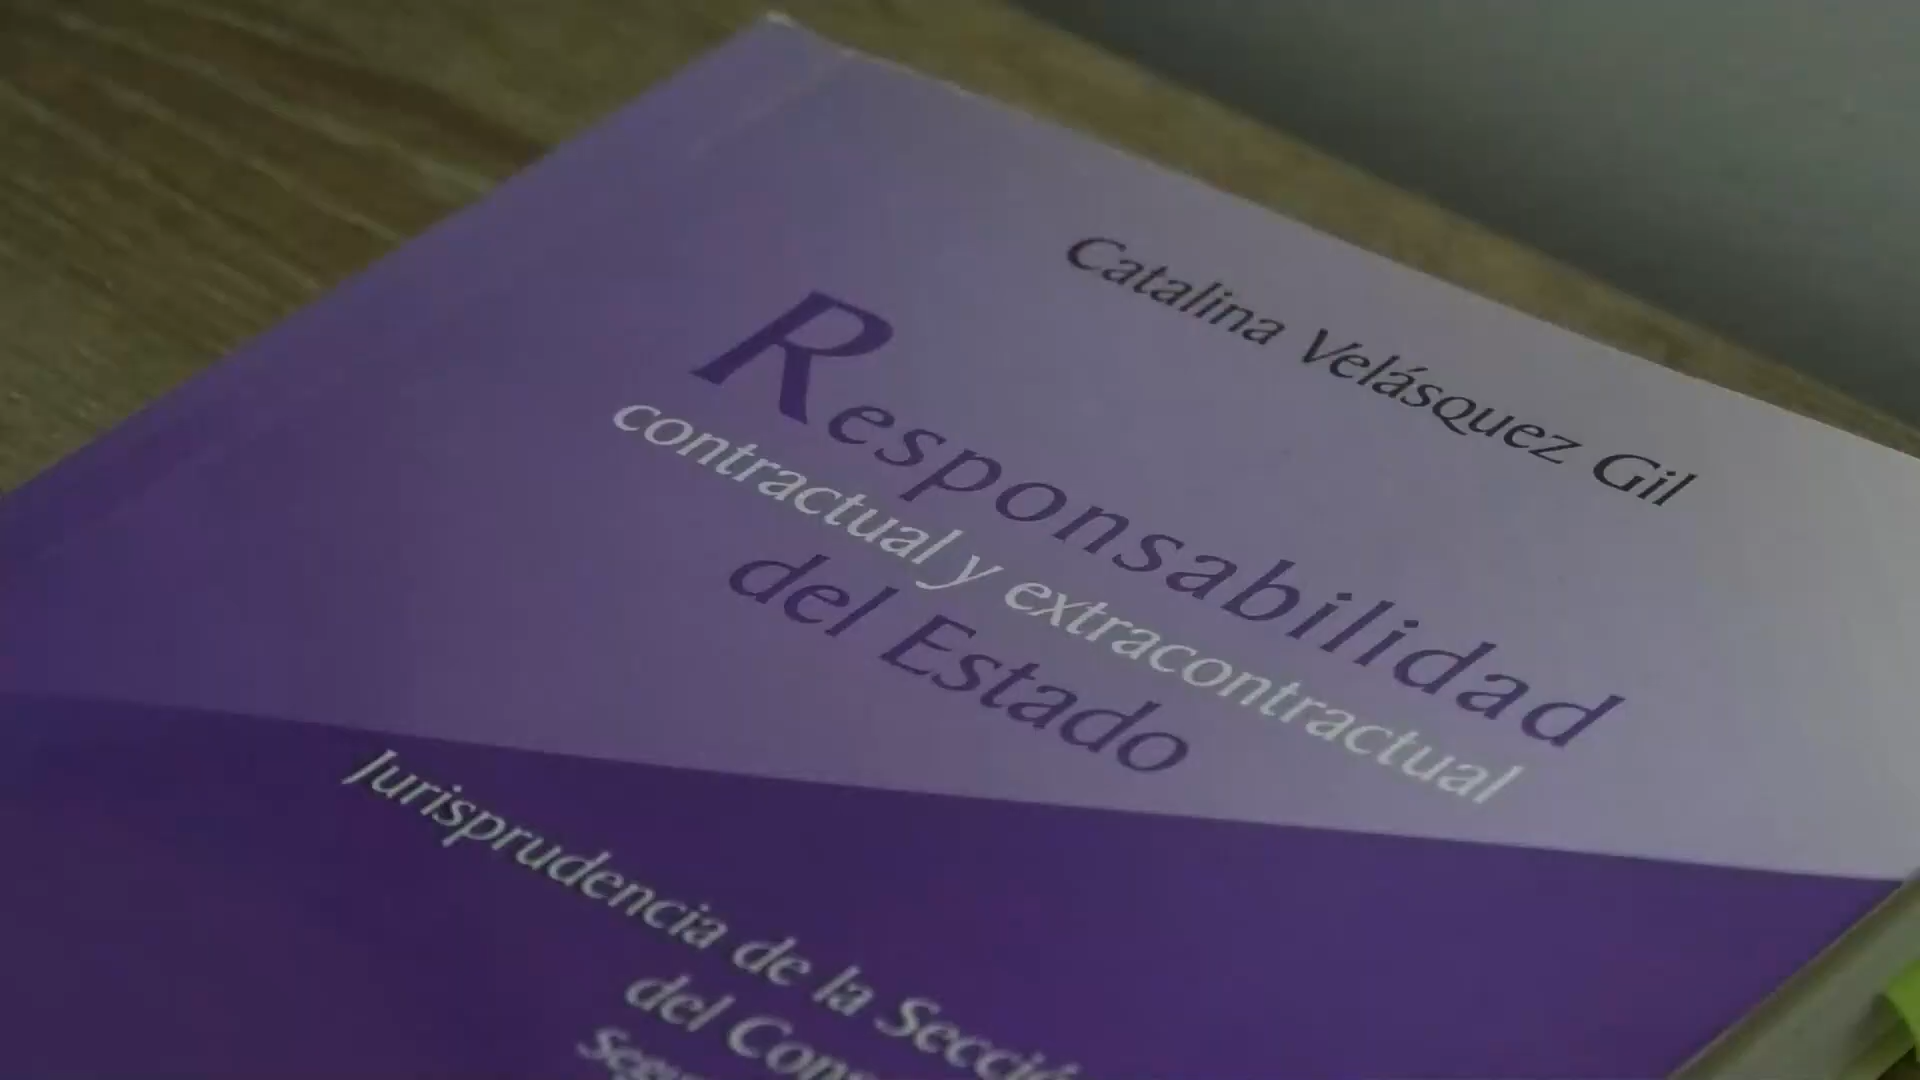 Catalina Velásquez Gil
Responsabilidad
contractual y extracontractual
del Estado
Jurisprudencia de la
del